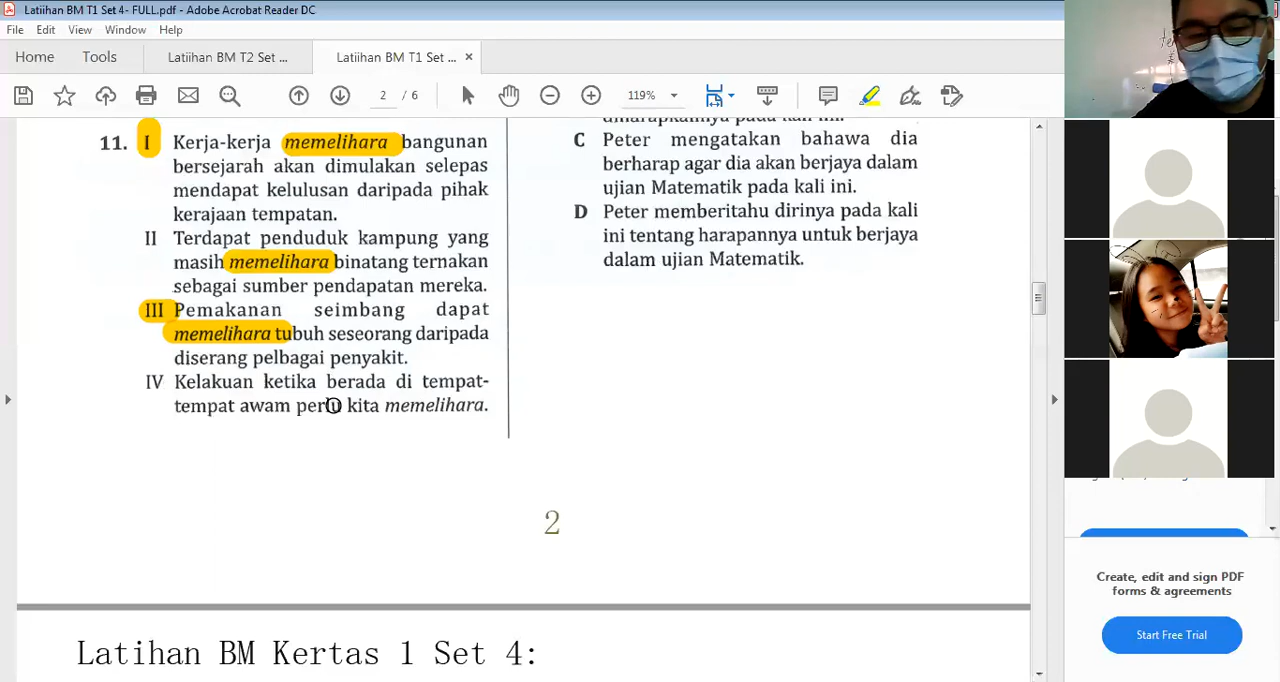 Latiihan BM T1 Set 4- FULL.pdf - Adobe Acrobat Reader DC
File Edit View Window Help
Home Tools Latiihan BM T2 Set ... Latiihan BM T1 Set ... ×
2 / 6 119%
11. I Kerja-kerja memelihara bangunan
bersejarah akan dimulakan selepas
mendapat kelulusan daripada pihak
kerajaan tempatan.
II Terdapat penduduk kampung yang
masih memelihara binatang ternakan
sebagai sumber pendapatan mereka.
III Pemakanan seimbang dapat
memelihara tubuh seseorang daripada
diserang pelbagai penyakit.
IV Kelakuan ketika berada di tempat-
tempat awam perlu kita memelihara.
C Peter mengatakan bahawa dia
berharap agar dia akan berjaya dalam
ujian Matematik pada kali ini.
D Peter memberitahu dirinya pada kali
ini tentang harapannya untuk berjaya
dalam ujian Matematik.
2
Latihan BM Kertas 1 Set 4:
Create, edit and sign PDF
forms & agreements
Start Free Trial